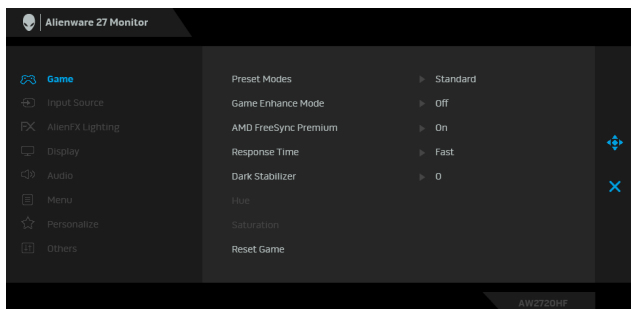 Alienware 27 Monitor
Game
Input Source
AlienFX Lighting
Display
Audio
Menu
Personalize
Others
Preset Modes Standard
Game Enhance Mode Off
AMD FreeSync Premium On
Response Time Fast
Dark Stabilizer 0
Hue
Saturation
Reset Game
AW2720HF